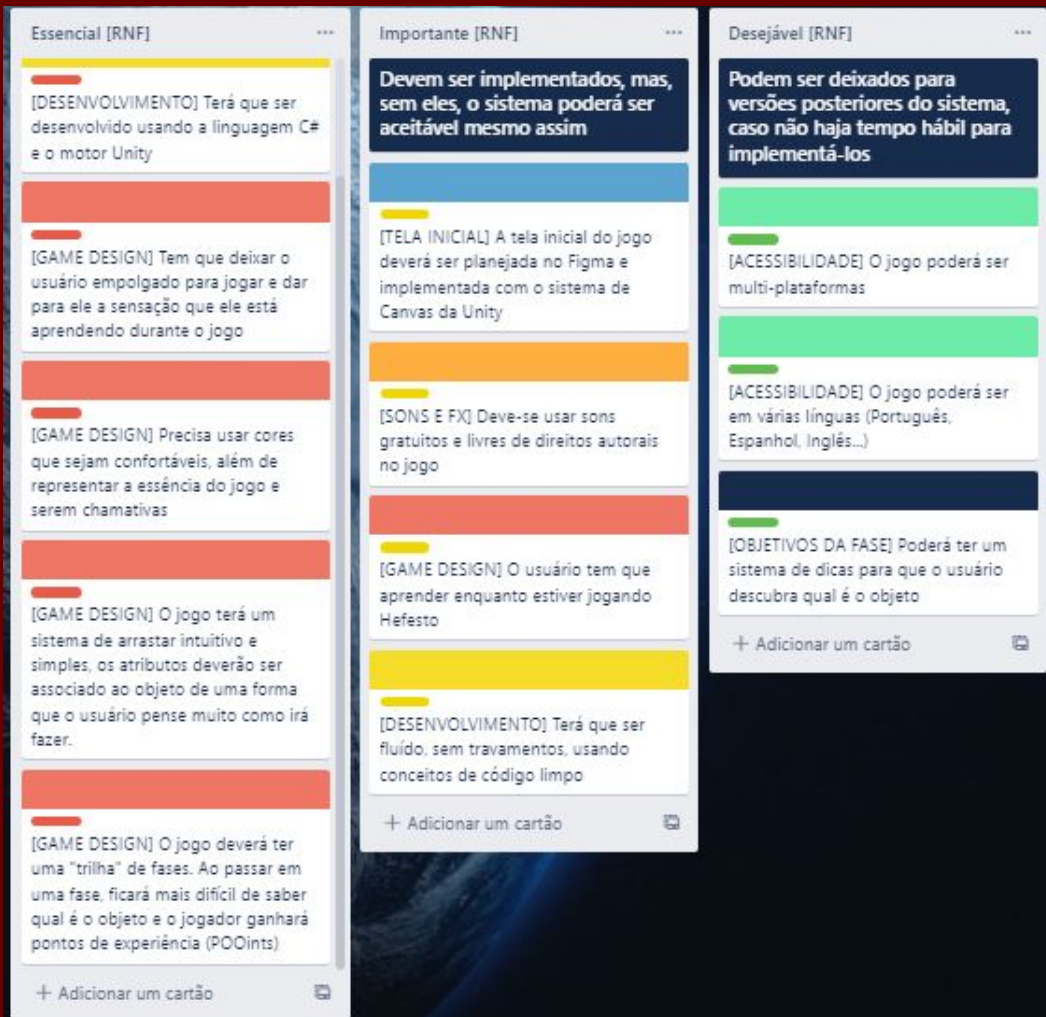 Essencial [RNF]
[DESENVOLVIMENTO] Terá que ser
desenvolvido usando a linguagem C#
e o motor Unity
[GAME DESIGN] Tem que deixar o
usuário empolgado para jogar e dar
para ele a sensação que ele está
aprendendo durante o jogo
[GAME DESIGN] Precisa usar cores
que sejam confortáveis, além de
representar a essência do jogo e
serem chamativas
[GAME DESIGN] O jogo terá um
sistema de arrastar intuitivo e
simples, os atributos deverão ser
associado ao objeto de uma forma
que o usuário pense muito como irá
fazer.
[GAME DESIGN] O jogo deverá ter
uma "trilha" de fases. Ao passar em
uma fase, ficará mais difícil de saber
qual é o objeto e o jogador ganhará
pontos de experiência (POOints)
+ Adicionar um cartão
Importante [RNF]
Devem ser implementados, mas,
sem eles, o sistema poderá ser
aceitável mesmo assim
[TELA INICIAL] A tela inicial do jogo
deverá ser planejada no Figma e
implementada com o sistema de
Canvas da Unity
[SONS E FX] Deve-se usar sons
gratuitos e livres de direitos autorais
no jogo
[GAME DESIGN] O usuário tem que
aprender enquanto estiver jogando
Hefesto
[DESENVOLVIMENTO] Terá que ser
fluído, sem travamentos, usando
conceitos de código limpo
+ Adicionar um cartão
Desejável [RNF]
Podem ser deixados para
versões posteriores do sistema,
caso não haja tempo hábil para
implementá-los
[ACESSIBILIDADE] O jogo poderá ser
multi-plataformas
[ACESSIBILIDADE] O jogo poderá ser
em várias línguas (Português,
Espanhol, Inglês...)
[OBJETIVOS DA FASE] Poderá ter um
sistema de dicas para que o usuário
descubra qual é o objeto
+ Adicionar um cartão